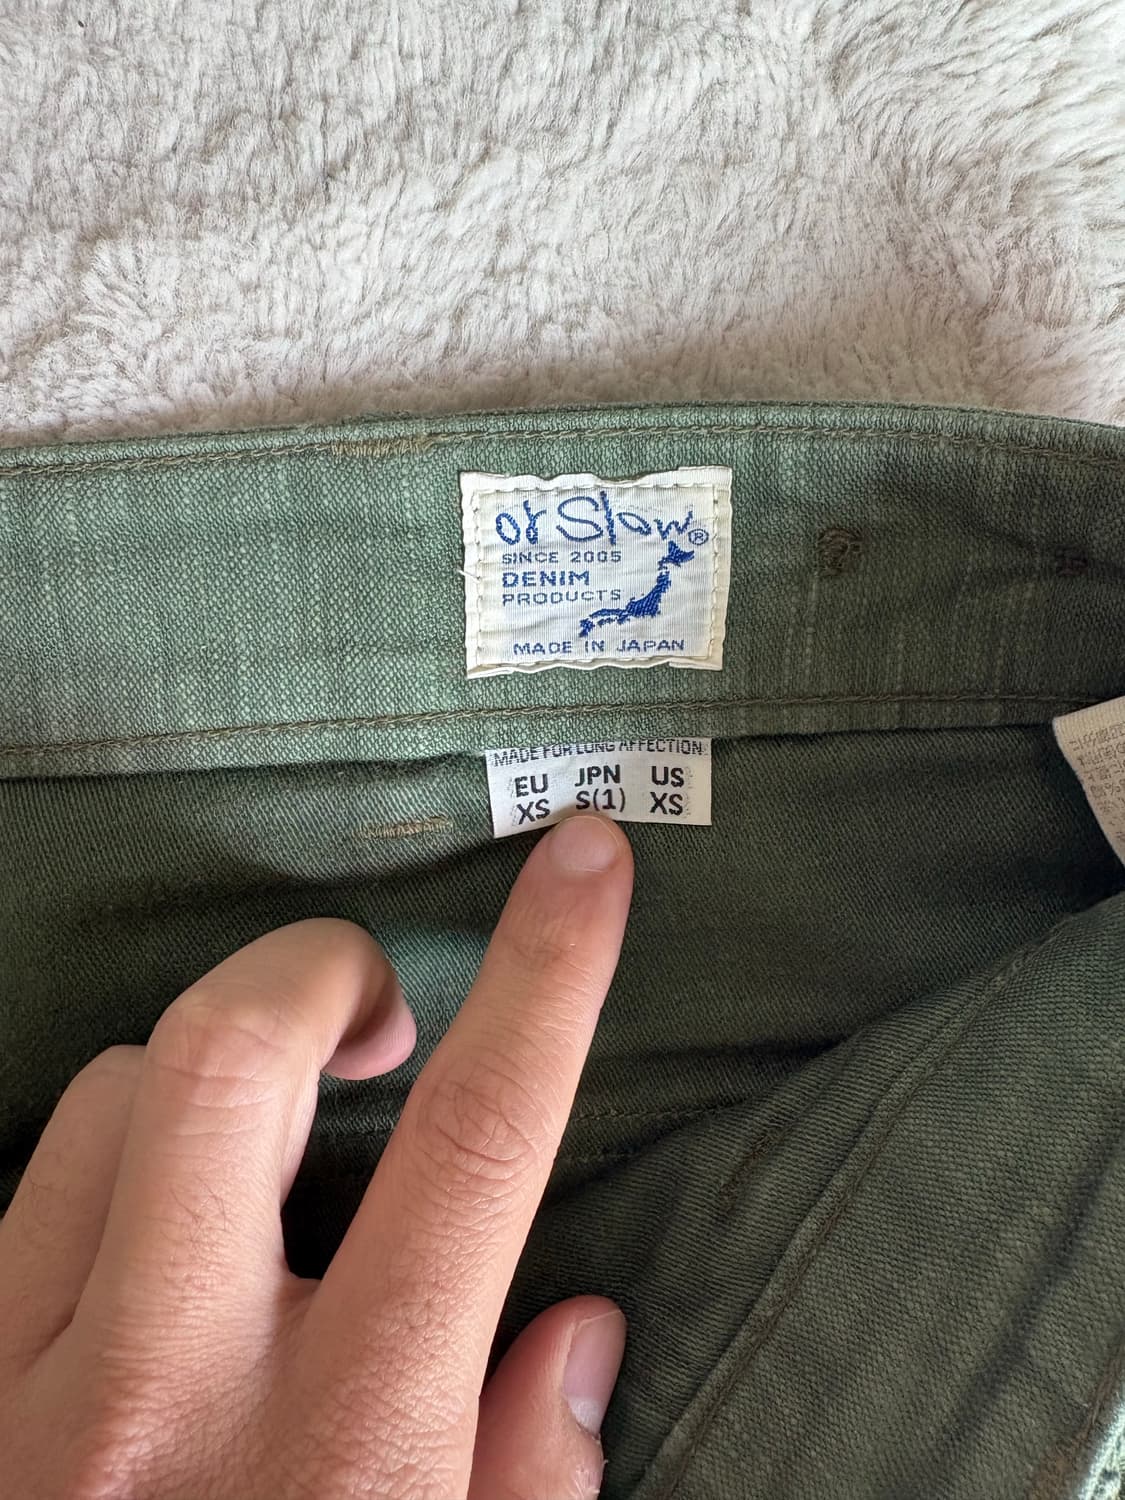 or Slow®
SINCE 2005
DENIM
PRODUCTS
MADE IN JAPAN
MADE FOR LONG AFFECTION
EU JPN US
XS S(1) XS